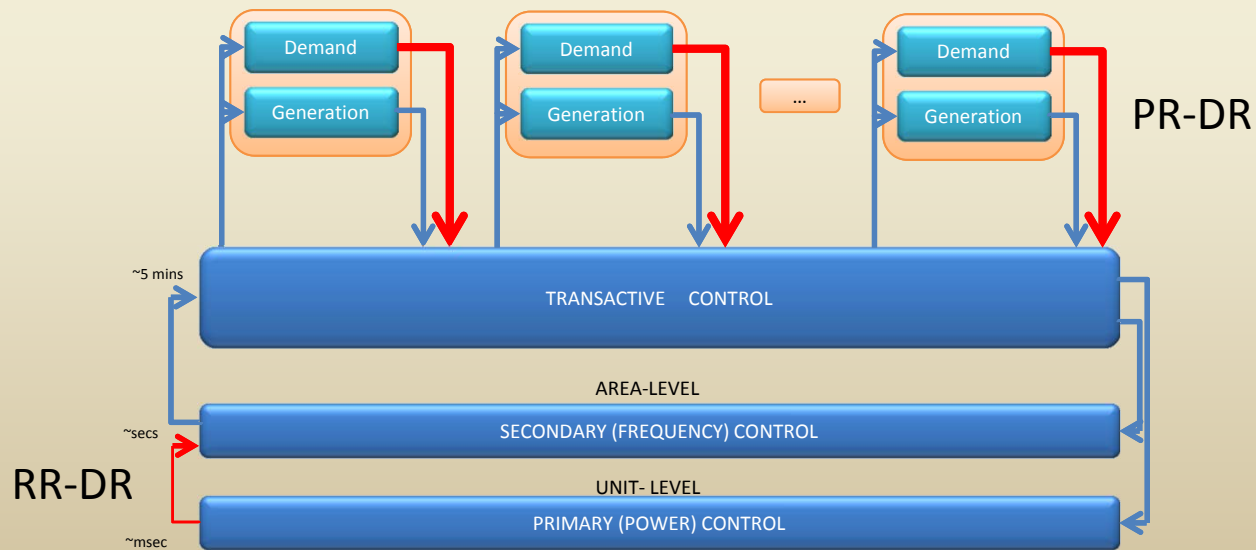 Demand
Demand
Demand
Generation
Generation
...
Generation
PR-DR
~5 mins
TRANSACTIVE CONTROL
AREA-LEVEL
~secs
SECONDARY (FREQUENCY) CONTROL
RR-DR
UNIT- LEVEL
PRIMARY (POWER) CONTROL
~msec